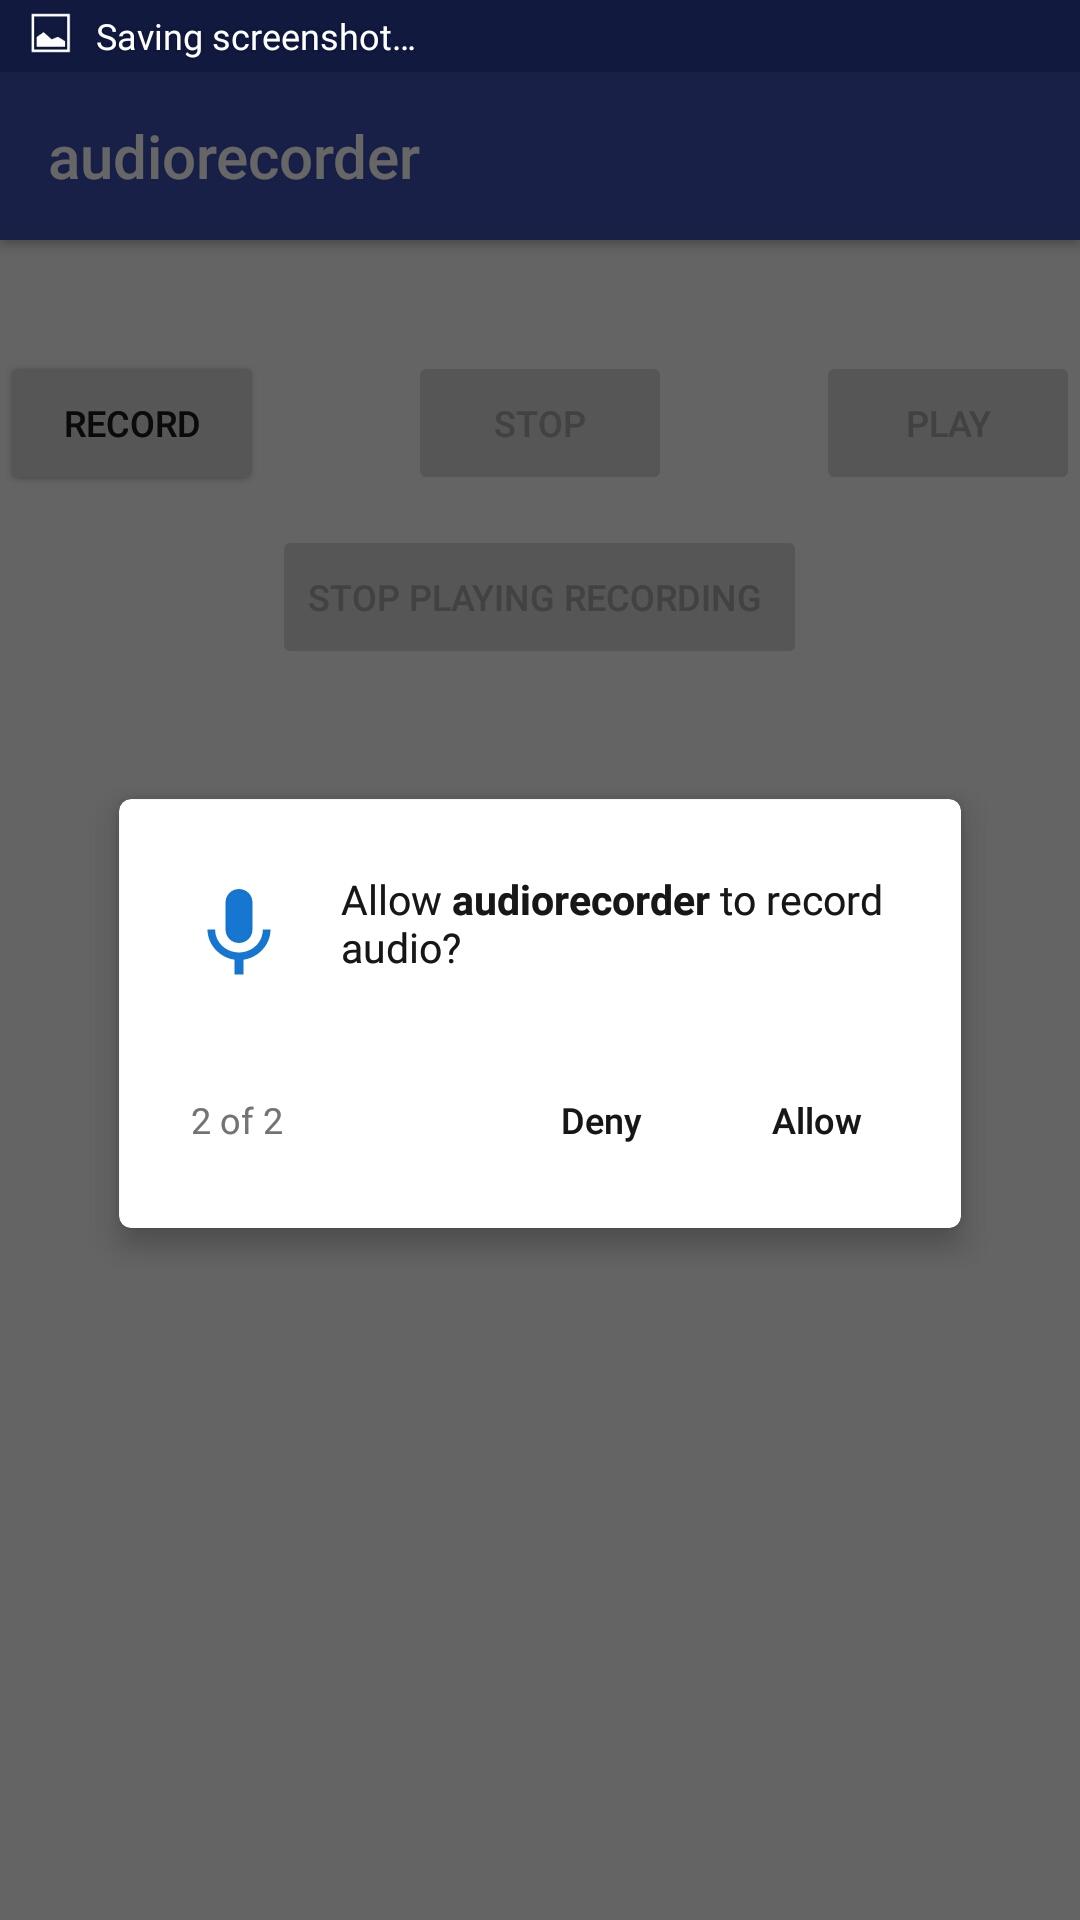 Saving screenshot...
audiorecorder
RECORD
STOP
PLAY
STOP PLAYING RECORDING
Allow audiorecorder to record
audio?
2 of 2
Deny
Allow